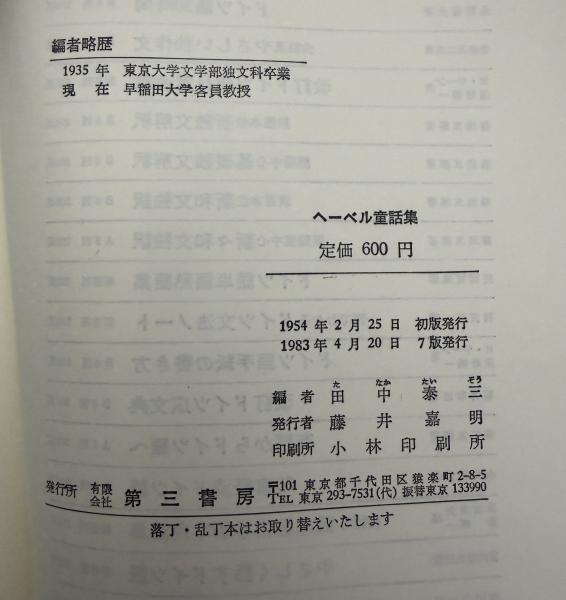 編者略歴
1935 年 東京大学文学部独文科卒業
現 在 早稲田大学客員教授
ヘーベル童話集
定価 600 円
1954 年 2 月 25 日 初版発行
1983 年 4 月 20 日 7 版発行
た なか たい ぞう
編 者 田 中 泰 三
発行者 藤 井 嘉 明
印刷所 小 林 印 刷 所
発行所 有限会社 第 三 書 房 〒101 東京都千代田区猿楽町2-8-5
TEL 東京 293-7531(代) 振替東京 133990
落丁・乱丁本はお取り替えいたします